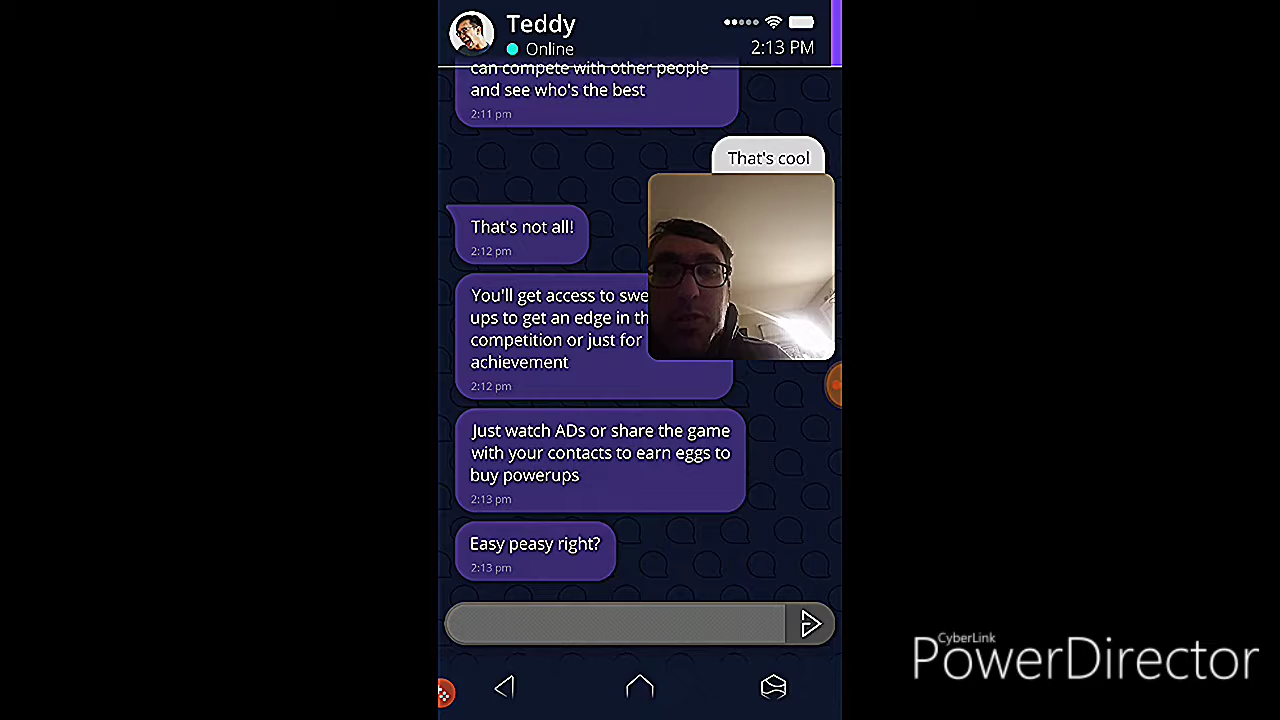 Teddy
Online
2:13 PM
can compete with other people
and see who's the best
2:11 pm
That's cool
That's not all!
2:12 pm
You'll get access to
ups to get an edge in
competition or just for
achievement
2:12 pm
Just watch ADs or share the game
with your contacts to earn eggs to
buy powerups
2:13 pm
Easy peasy right?
2:13 pm
CyberLink
PowerDirector